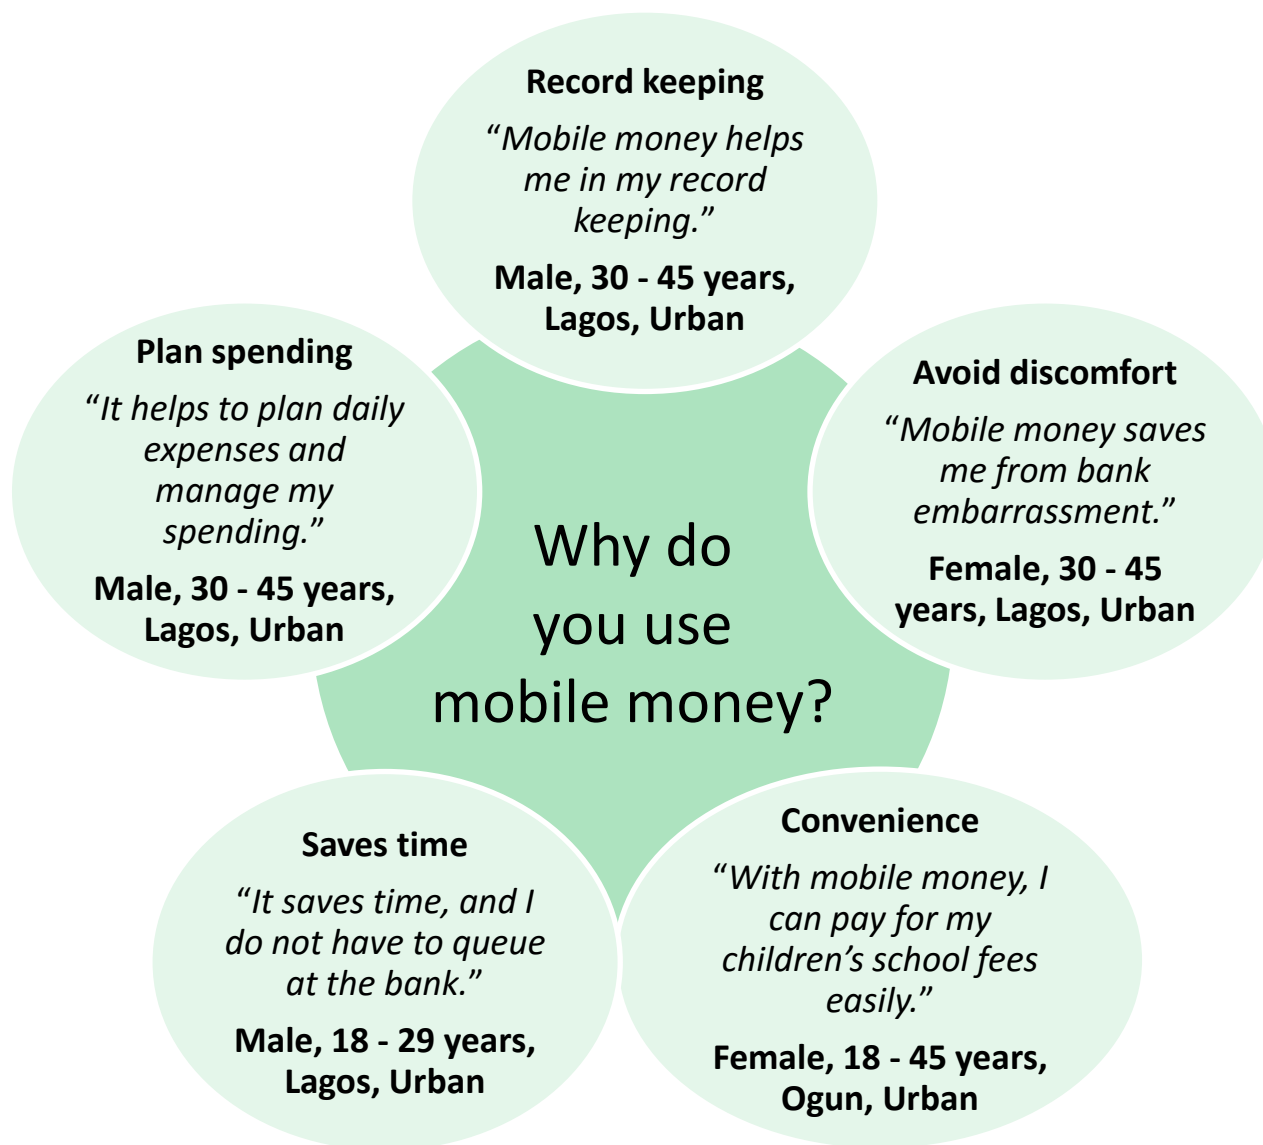 Record keeping
“Mobile money helps
me in my record
keeping.”
Male, 30 - 45 years,
Lagos, Urban
Plan spending
“It helps to plan daily
expenses and
manage my
spending.”
Male, 30 - 45 years,
Lagos, Urban
Avoid discomfort
“Mobile money saves
me from bank
embarrassment.”
Female, 30 - 45
years, Lagos, Urban
Why do
you use
mobile money?
Saves time
“It saves time, and I
do not have to queue
at the bank.”
Male, 18 - 29 years,
Lagos, Urban
Convenience
“With mobile money, I
can pay for my
children’s school fees
easily.”
Female, 18 - 45 years,
Ogun, Urban